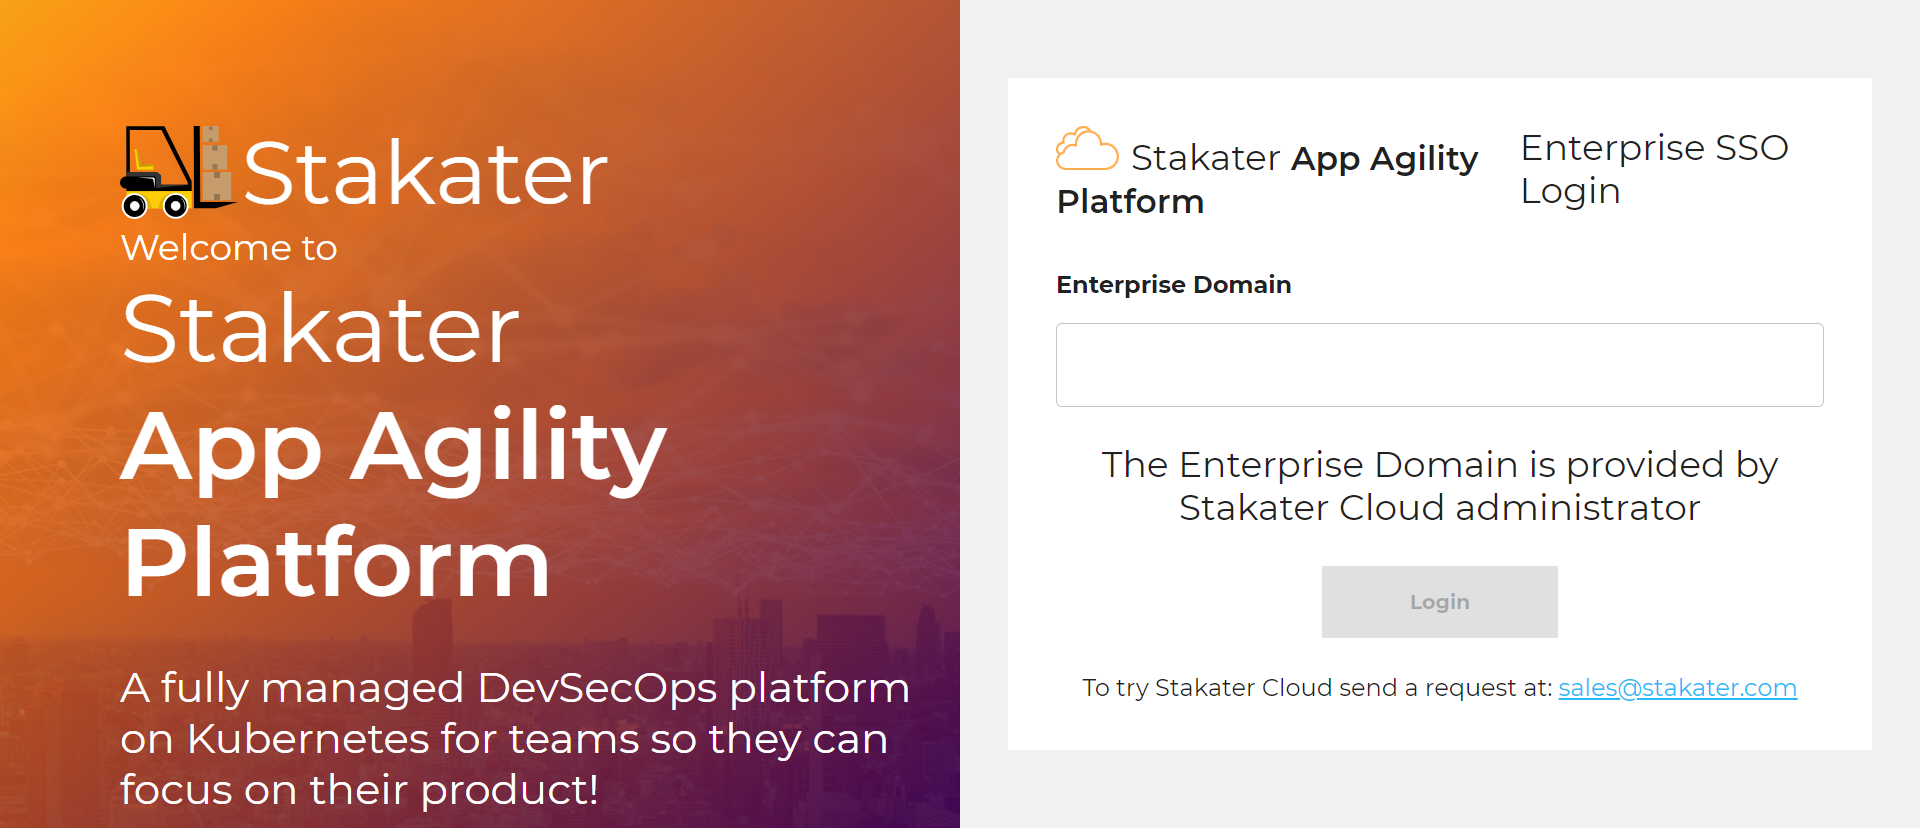 Stakater
Welcome to
Stakater
App Agility
Platform
A fully managed DevSecOps platform
on Kubernetes for teams so they can
focus on their product!
Stakater App Agility
Platform
Enterprise SSO
Login
Enterprise Domain
The Enterprise Domain is provided by
Stakater Cloud administrator
Login
To try Stakater Cloud send a request at: sales@stakater.com